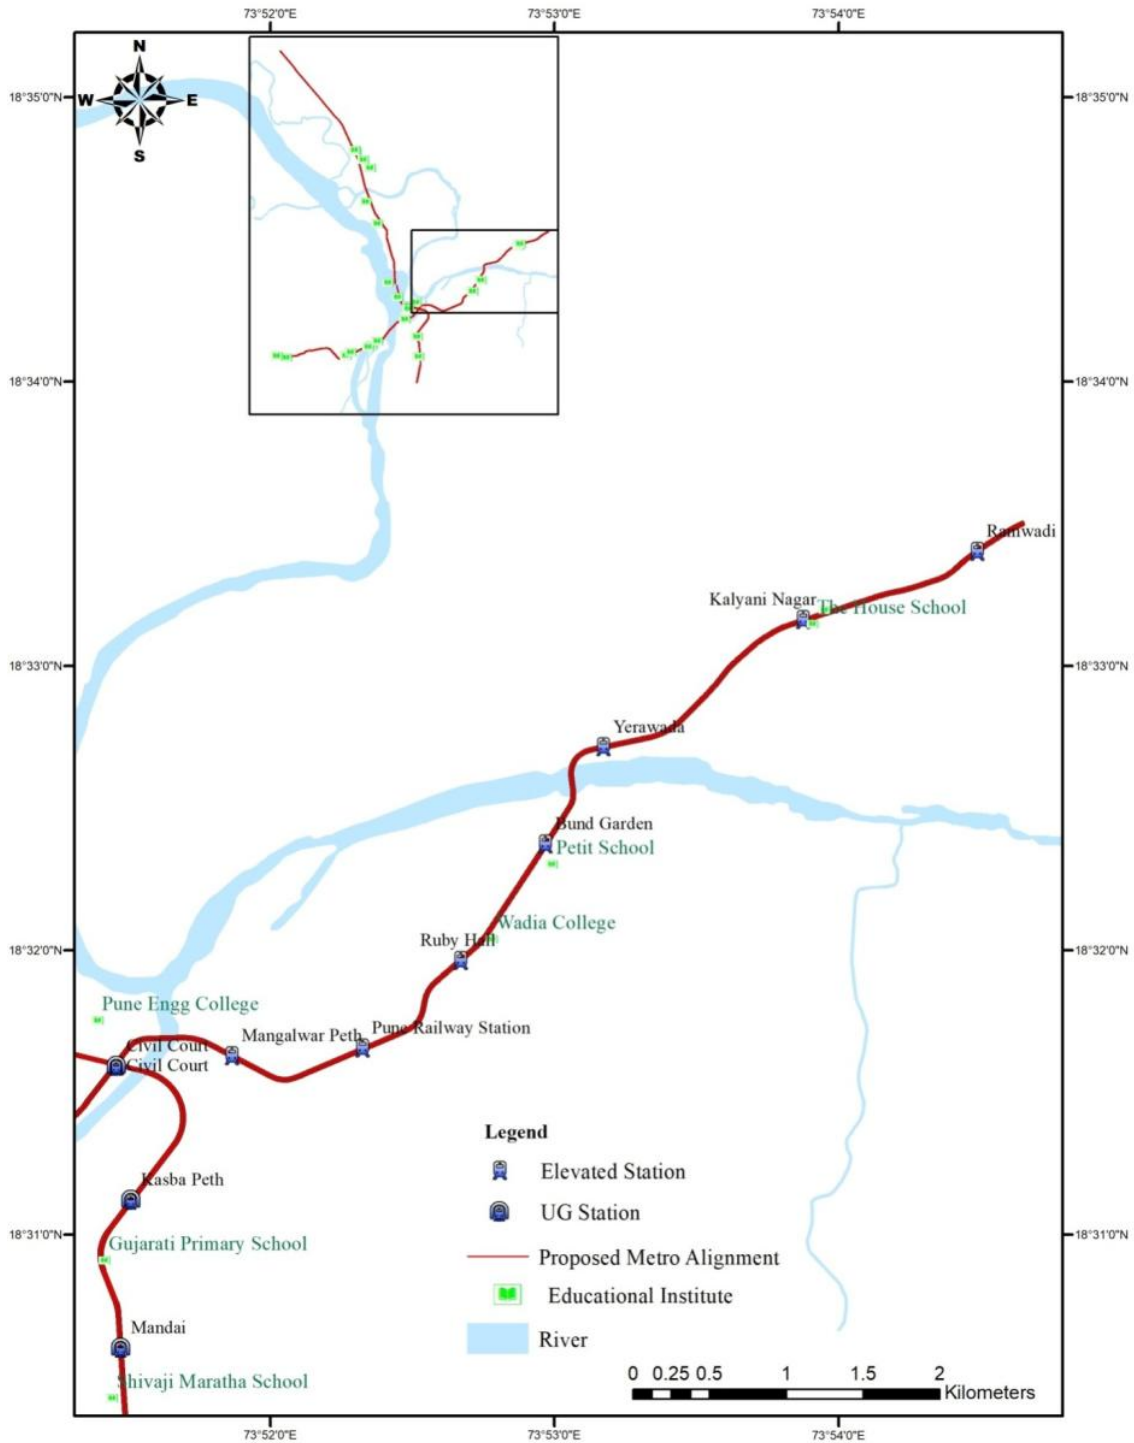 73°52'0"E
73°53'0"E
73°54'0"E
N
W
E
S
18°35'0"N
18°35'0"N
18°34'0"N
18°34'0"N
Ramwadi
Kalyani Nagar
The House School
18°33'0"N
18°33'0"N
Yerawada
Bund Garden
Petit School
Wadia College
Ruby Hall
18°32'0"N
18°32'0"N
Pune Engg College
Pune Railway Station
Mangalwar Peth
Civil Court
Civil Court
Legend
Elevated Station
UG Station
Proposed Metro Alignment
Educational Institute
River
Kasba Peth
18°31'0"N
18°31'0"N
Gujarati Primary School
Mandai
Shivaji Maratha School
0 0.25 0.5 1 1.5 2
Kilometers
73°52'0"E
73°53'0"E
73°54'0"E